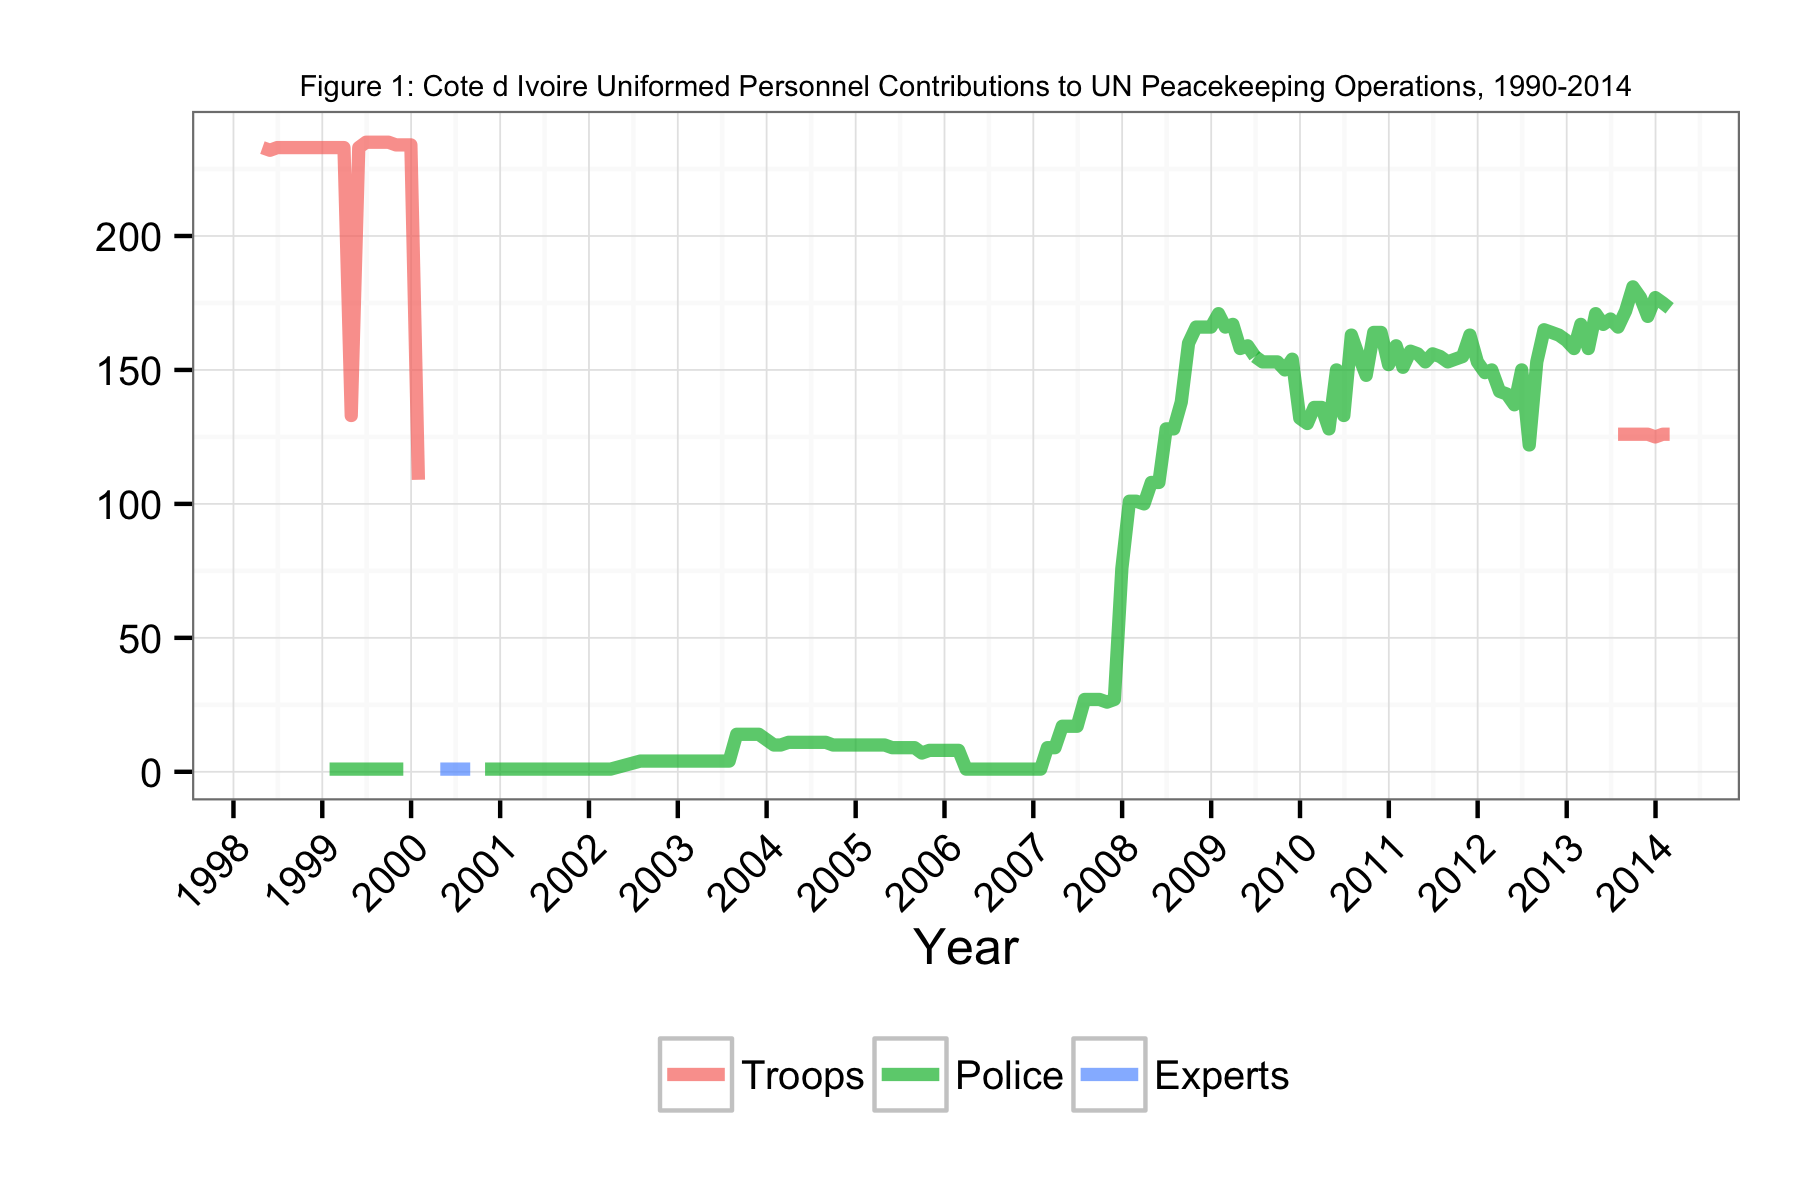 Figure 1: Cote d Ivoire Uniformed Personnel Contributions to UN Peacekeeping Operations, 1990-2014
200
150
100
50
0
1998 1999 2000 2001 2002 2003 2004 2005 2006 2007 2008 2009 2010 2011 2012 2013 2014
Year
Troops Police Experts